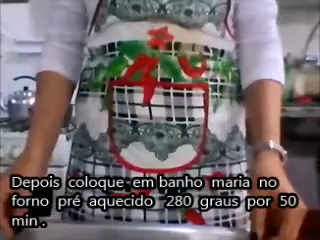 Depois coloque em banho maria no
forno pré aquecido 280 graus por 50
min .